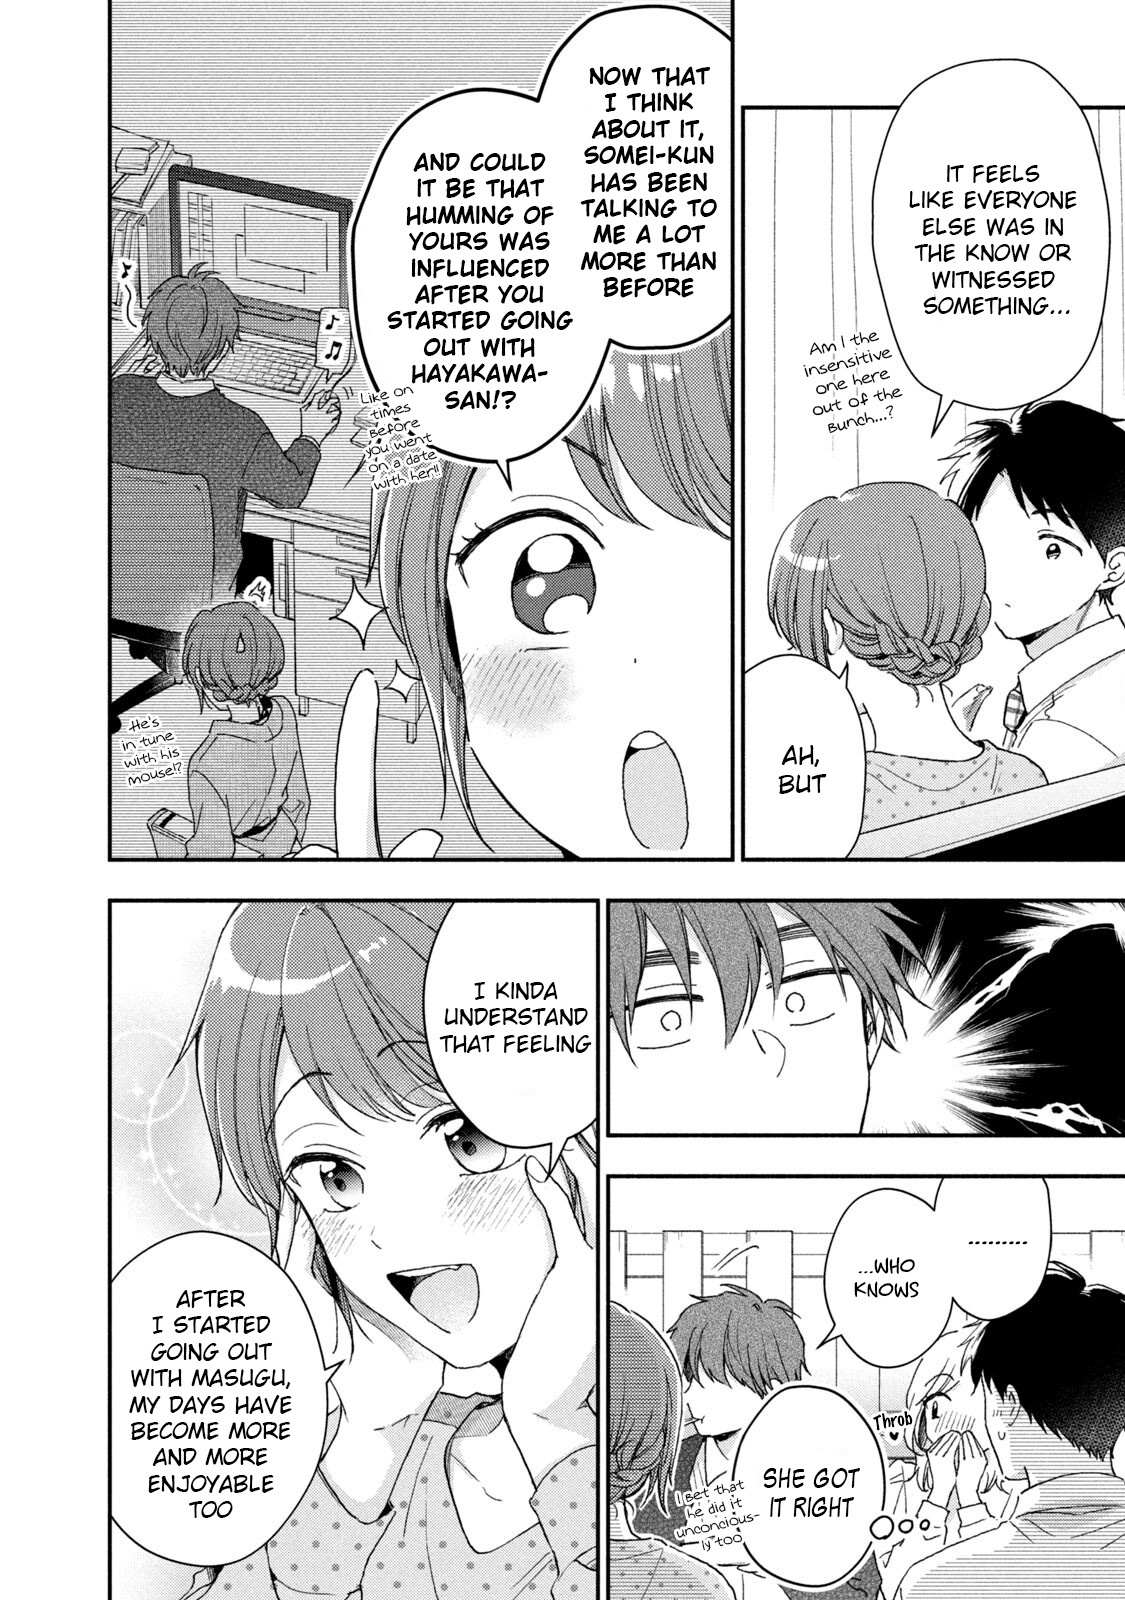 IT FEELS
LIKE EVERYONE
ELSE WAS IN
THE KNOW OR
WITNESSED
SOMETHING...
Am I the
insensitive
one here
out of the
Bunch...?
AH,
BUT
NOW THAT
I THINK
ABOUT IT,
SOMEI-KUN
HAS BEEN
TALKING TO
ME A LOT
MORE THAN
BEFORE
AND COULD
IT BE THAT
HUMMING OF
YOURS WAS
INFLUENCED
AFTER YOU
STARTED GOING
OUT WITH
HAYAKAWA-
SAN!?
Like on
times
Before
you went
on a date
with her!!
He's
in tune
with his
mouse!?
............
...WHO
KNOWS
Throb
SHE GOT
IT RIGHT
I Bet that
he did it
unconcious-
ly too
I KINDA
UNDERSTAND
THAT FEELING
AFTER
I STARTED
GOING OUT
WITH MASUGU,
MY DAYS HAVE
BECOME MORE
AND MORE
ENJOYABLE
TOO